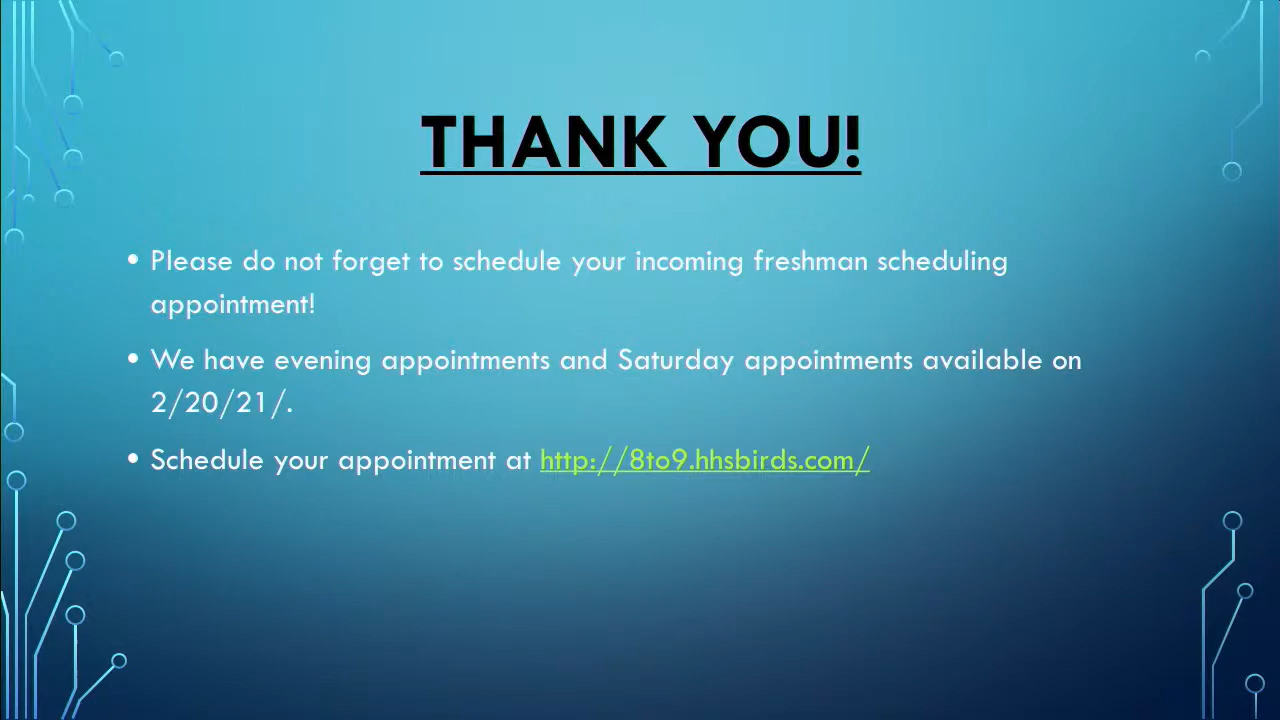 THANK YOU!
• Please do not forget to schedule your incoming freshman scheduling
appointment!
• We have evening appointments and Saturday appointments available on
2/20/21/.
• Schedule your appointment at http://8to9.hhsbirds.com/